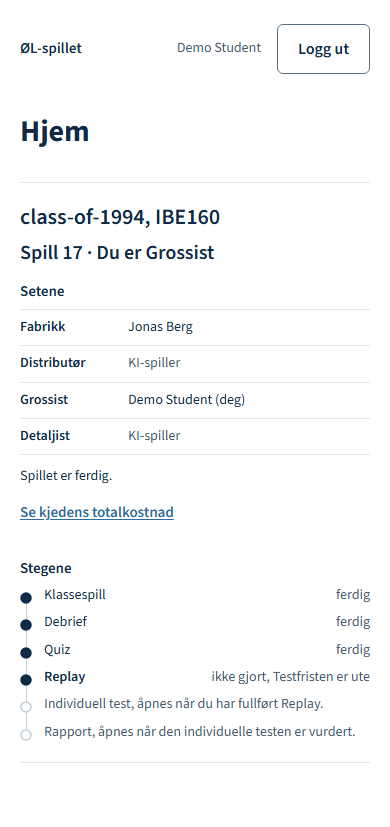 ØL-spillet Demo Student Logg ut
Hjem
class-of-1994, IBE160
Spill 17 · Du er Grossist
Setene
Fabrikk Jonas Berg
Distributør KI-spiller
Grossist Demo Student (deg)
Detaljist KI-spiller
Spillet er ferdig.
Se kjedens totalkostnad
Stegene
Klassespill ferdig
Debrief ferdig
Quiz ferdig
Replay ikke gjort, Testfristen er ute
Individuell test, åpnes når du har fullført Replay.
Rapport, åpnes når den individuelle testen er vurdert.